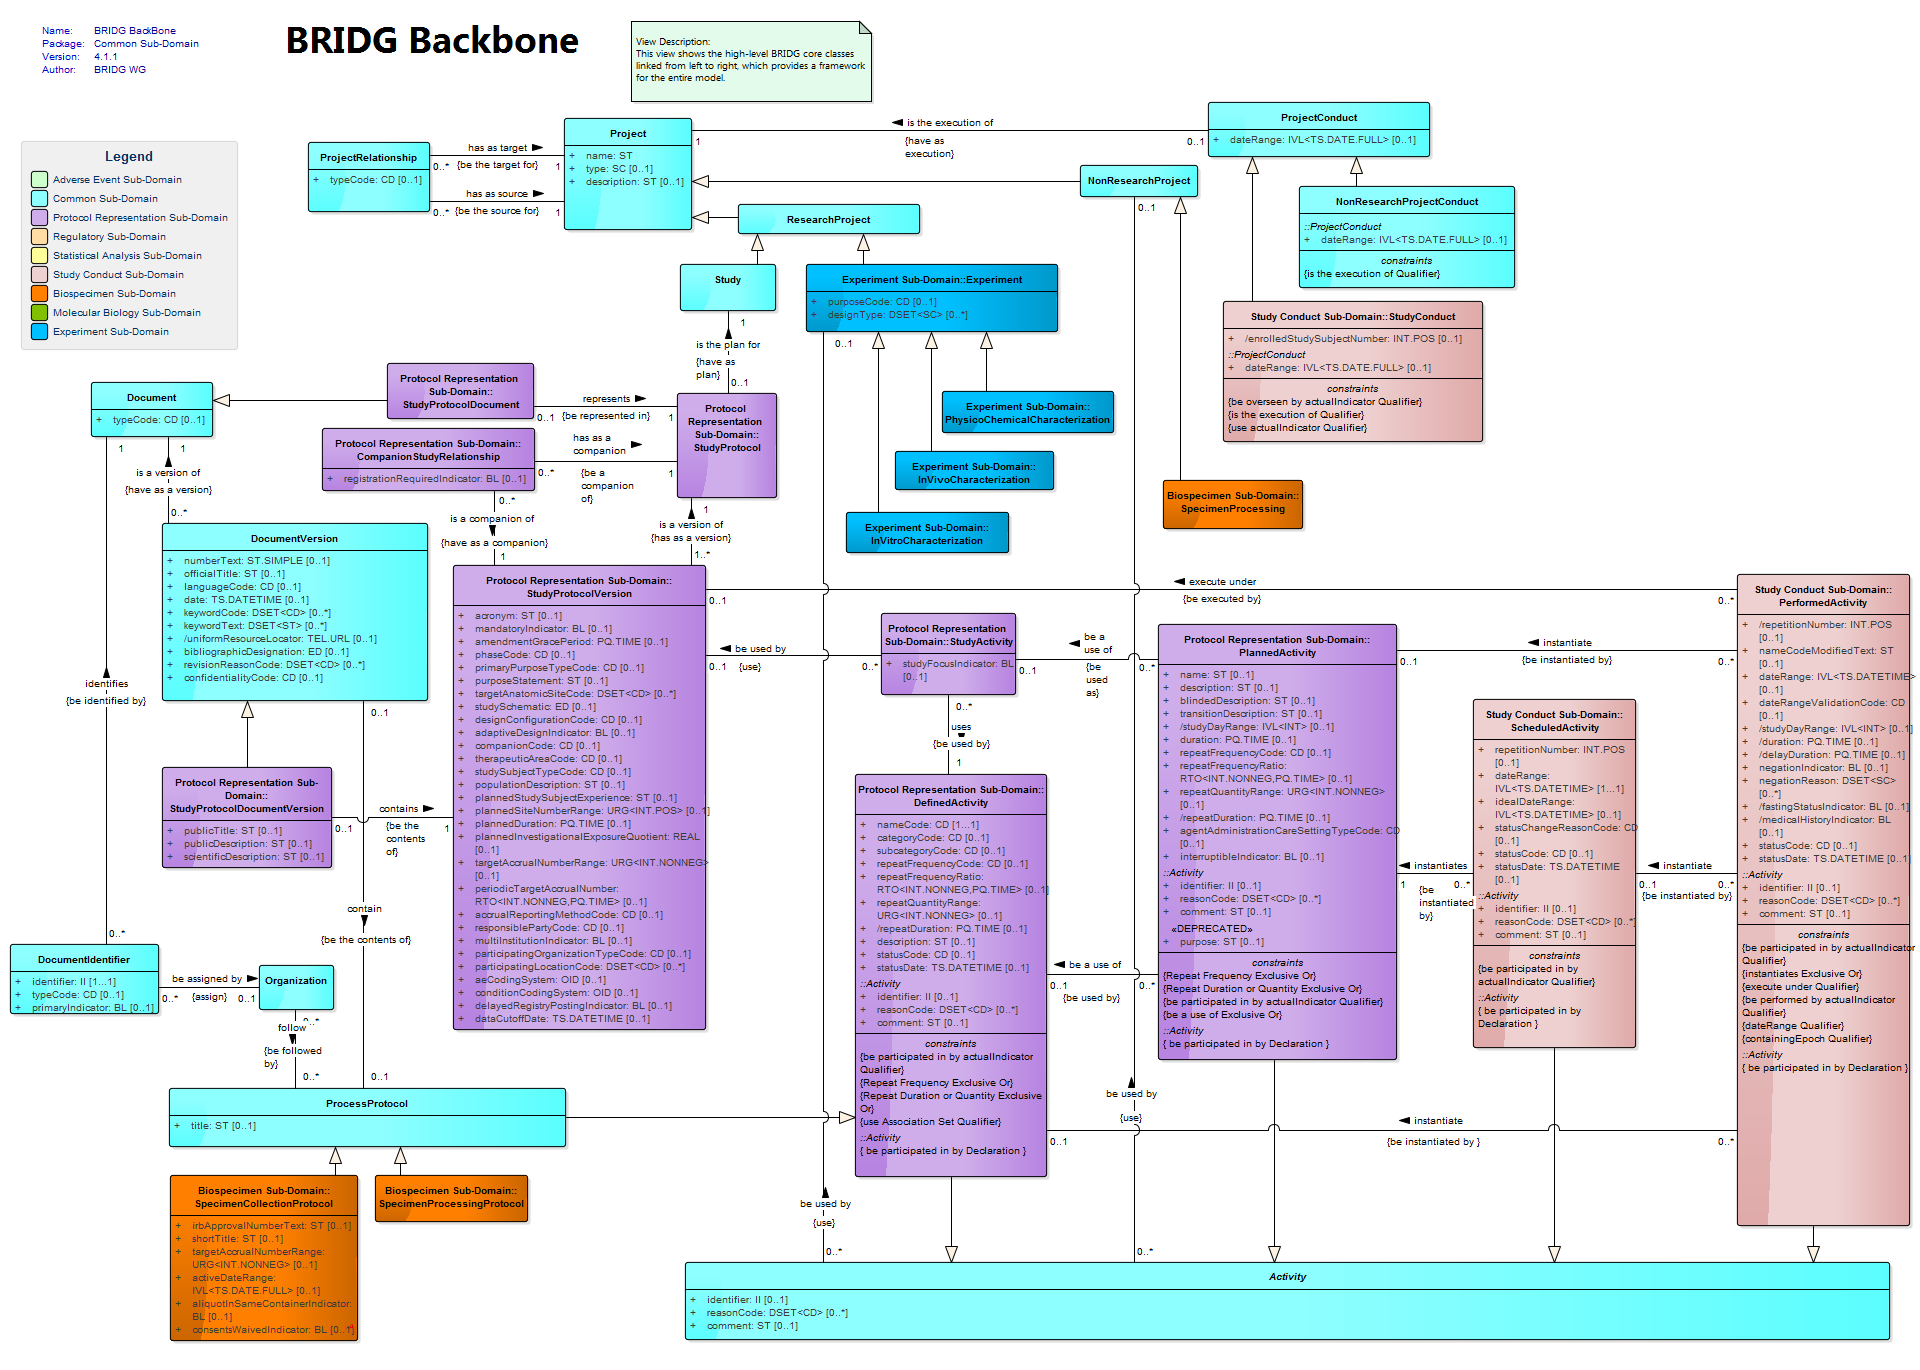 Name: BRIDG BackBone
Package: Common Sub-Domain
Version: 4.1.1
Author: BRIDG WG
BRIDG Backbone
View Description:
This view shows the high-level BRIDG core classes
linked from left to right, which provides a framework
for the entire model.
Legend
Adverse Event Sub-Domain
Common Sub-Domain
Protocol Representation Sub-Domain
Regulatory Sub-Domain
Statistical Analysis Sub-Domain
Study Conduct Sub-Domain
Biospecimen Sub-Domain
Molecular Biology Sub-Domain
Experiment Sub-Domain
ProjectRelationship
+ typeCode: CD [0..1]
has as target
0..* {be the target for} 1
has as source
0..* {be the source for} 1
Project
+ name: ST
+ type: SC [0..1]
+ description: ST [0..1]
is the execution of
1 {have as
execution}
0..1
ProjectConduct
+ dateRange: IVL<TS.DATE.FULL> [0..1]
NonResearchProject
0..1
NonResearchProjectConduct
::ProjectConduct
+ dateRange: IVL<TS.DATE.FULL> [0..1]
constraints
{is the execution of Qualifier}
ResearchProject
Study
1
is the plan for
{have as
plan}
0..1
Experiment Sub-Domain::Experiment
+ purposeCode: CD [0..1]
+ designType: DSET<SC> [0..*]
0..1
Study Conduct Sub-Domain::StudyConduct
+ /enrolledStudySubjectNumber: INT.POS [0..1]
::ProjectConduct
+ dateRange: IVL<TS.DATE.FULL> [0..1]
constraints
{be overseen by actualIndicator Qualifier}
{is the execution of Qualifier}
{use actualIndicator Qualifier}
Experiment Sub-Domain::
PhysicoChemicalCharacterization
Experiment Sub-Domain::
InVivoCharacterization
Experiment Sub-Domain::
InVitroCharacterization
Biospecimen Sub-Domain::
SpecimenProcessing
Document
+ typeCode: CD [0..1]
1 1
is a version of
{have as a version}
0..*
Protocol Representation
Sub-Domain::
StudyProtocolDocument
represents
0..1 {be represented in} 1
Protocol
Representation
Sub-Domain::
StudyProtocol
Protocol Representation Sub-Domain::
CompanionStudyRelationship
+ registrationRequiredIndicator: BL [0..1]
has as a
companion
0..* {be a
companion
of}
1
0..*
is a companion of
{have as a companion}
1
1
is a version of
{has as a version}
1..*
DocumentVersion
+ numberText: ST.SIMPLE [0..1]
+ officialTitle: ST [0..1]
+ languageCode: CD [0..1]
+ date: TS.DATETIME [0..1]
+ keywordCode: DSET<CD> [0..*]
+ keywordText: DSET<ST> [0..*]
+ /uniformResourceLocator: TEL.URL [0..1]
+ bibliographicDesignation: ED [0..1]
+ revisionReasonCode: DSET<CD> [0..*]
+ confidentialityCode: CD [0..1]
0..1
identifies
{be identified by}
0..*
Protocol Representation Sub-
Domain::
StudyProtocolDocumentVersion
+ publicTitle: ST [0..1]
+ publicDescription: ST [0..1]
+ scientificDescription: ST [0..1]
contains
0..1 {be the
contents
of}
1
contain
{be the contents of}
0..1
Protocol Representation Sub-Domain::
StudyProtocolVersion
+ acronym: ST [0..1]
+ mandatoryIndicator: BL [0..1]
+ amendmentGracePeriod: PQ.TIME [0..1]
+ phaseCode: CD [0..1]
+ primaryPurposeTypeCode: CD [0..1]
+ purposeStatement: ST [0..1]
+ targetAnatomicSiteCode: DSET<CD> [0..*]
+ studySchematic: ED [0..1]
+ designConfigurationCode: CD [0..1]
+ adaptiveDesignIndicator: BL [0..1]
+ companionCode: CD [0..1]
+ therapeuticAreaCode: CD [0..1]
+ studySubjectTypeCode: CD [0..1]
+ populationDescription: ST [0..1]
+ plannedStudySubjectExperience: ST [0..1]
+ plannedSiteNumberRange: URG<INT.POS> [0..1]
+ plannedDuration: PQ.TIME [0..1]
+ plannedInvestigationalExposureQuotient: REAL
[0..1]
+ targetAccrualNumberRange: URG<INT.NONNEG>
[0..1]
+ periodicTargetAccrualNumber:
RTO<INT.NONNEG,PQ.TIME> [0..1]
+ accrualReportingMethodCode: CD [0..1]
+ responsiblePartyCode: CD [0..1]
+ multiInstitutionIndicator: BL [0..1]
+ participatingOrganizationTypeCode: CD [0..1]
+ participatingLocationCode: DSET<CD> [0..*]
+ aeCodingSystem: OID [0..1]
+ conditionCodingSystem: OID [0..1]
+ delayedRegistryPostingIndicator: BL [0..1]
+ dataCutoffDate: TS.DATETIME [0..1]
execute under
0..1 {be executed by} 0..*
be used by
0..1 {use} 0..*
Protocol Representation
Sub-Domain::StudyActivity
+ studyFocusIndicator: BL
[0..1]
be a
use of
0..1 {be
used
as}
0..*
0..*
uses
{be used by}
1
Protocol Representation Sub-Domain::
DefinedActivity
+ nameCode: CD [1..1]
+ categoryCode: CD [0..1]
+ subcategoryCode: CD [0..1]
+ repeatFrequencyCode: CD [0..1]
+ repeatFrequencyRatio:
RTO<INT.NONNEG,PQ.TIME> [0..1]
+ repeatQuantityRange:
URG<INT.NONNEG> [0..1]
+ /repeatDuration: PQ.TIME [0..1]
+ description: ST [0..1]
+ statusCode: CD [0..1]
+ statusDate: TS.DATETIME [0..1]
::Activity
+ identifier: II [0..1]
+ reasonCode: DSET<CD> [0..*]
+ comment: ST [0..1]
constraints
{be participated in by actualIndicator
Qualifier}
{Repeat Frequency Exclusive Or}
{Repeat Duration or Quantity Exclusive
Or}
{use Association Set Qualifier}
::Activity
{ be participated in by Declaration }
be a use of
0..1 {be used by} 0..*
Protocol Representation Sub-Domain::
PlannedActivity
+ name: ST [0..1]
+ description: ST [0..1]
+ blindedDescription: ST [0..1]
+ transitionDescription: ST [0..1]
+ /studyDayRange: IVL<INT> [0..1]
+ duration: PQ.TIME [0..1]
+ repeatFrequencyCode: CD [0..1]
+ repeatFrequencyRatio:
RTO<INT.NONNEG,PQ.TIME> [0..1]
+ repeatQuantityRange: URG<INT.NONNEG>
[0..1]
+ /repeatDuration: PQ.TIME [0..1]
+ agentAdministrationCareSettingTypeCode: CD
[0..1]
+ interruptibleIndicator: BL [0..1]
::Activity
+ identifier: II [0..1]
+ reasonCode: DSET<CD> [0..*]
+ comment: ST [0..1]
«DEPRECATED»
+ purpose: ST [0..1]
constraints
{Repeat Frequency Exclusive Or}
{Repeat Duration or Quantity Exclusive Or}
{be participated in by actualIndicator Qualifier}
{be a use of Exclusive Or}
::Activity
{ be participated in by Declaration }
instantiate
0..1 {be instantiated by} 0..*
instantiates
1 {be
instantiated
by}
0..*
Study Conduct Sub-Domain::
ScheduledActivity
+ repetitionNumber: INT.POS
[0..1]
+ dateRange:
IVL<TS.DATETIME> [1..1]
+ idealDateRange:
IVL<TS.DATETIME> [0..1]
+ statusChangeReasonCode: CD
[0..1]
+ statusCode: CD [0..1]
+ statusDate: TS.DATETIME
[0..1]
::Activity
+ identifier: II [0..1]
+ reasonCode: DSET<CD> [0..*]
+ comment: ST [0..1]
constraints
{be participated in by
actualIndicator Qualifier}
::Activity
{ be participated in by
Declaration }
instantiate
0..1 0..*
{be instantiated by}
Study Conduct Sub-Domain::
PerformedActivity
+ /repetitionNumber: INT.POS
[0..1]
+ nameCodeModifiedText: ST
[0..1]
+ dateRange: IVL<TS.DATETIME>
[0..1]
+ dateRangeValidationCode: CD
[0..1]
+ /studyDayRange: IVL<INT> [0..1]
+ /duration: PQ.TIME [0..1]
+ /delayDuration: PQ.TIME [0..1]
+ negationIndicator: BL [0..1]
+ negationReason: DSET<SC>
[0..*]
+ /fastingStatusIndicator: BL [0..1]
+ /medicalHistoryIndicator: BL
[0..1]
+ statusCode: CD [0..1]
+ statusDate: TS.DATETIME [0..1]
::Activity
+ identifier: II [0..1]
+ reasonCode: DSET<CD> [0..*]
+ comment: ST [0..1]
constraints
{be participated in by actualIndicator
Qualifier}
{instantiates Exclusive Or}
{execute under Qualifier}
{be performed by actualIndicator
Qualifier}
{dateRange Qualifier}
{containingEpoch Qualifier}
::Activity
{ be participated in by Declaration }
instantiate
0..1 {be instantiated by } 0..*
DocumentIdentifier
+ identifier: II [1..1]
+ typeCode: CD [0..1]
+ primaryIndicator: BL [0..1]
be assigned by
0..* {assign} 0..1
Organization
0..*
follow
{be followed
by}
0..*
ProcessProtocol
+ title: ST [0..1]
Biospecimen Sub-Domain::
SpecimenCollectionProtocol
+ irbApprovalNumberText: ST [0..1]
+ shortTitle: ST [0..1]
+ targetAccrualNumberRange:
URG<INT.NONNEG> [0..1]
+ activeDateRange:
IVL<TS.DATE.FULL> [0..1]
+ aliquotInSameContainerIndicator:
BL [0..1]
+ consentsWaivedIndicator: BL [0..1]
Biospecimen Sub-Domain::
SpecimenProcessingProtocol
be used by
{use}
0..*
be used by
{use}
0..*
Activity
+ identifier: II [0..1]
+ reasonCode: DSET<CD> [0..*]
+ comment: ST [0..1]